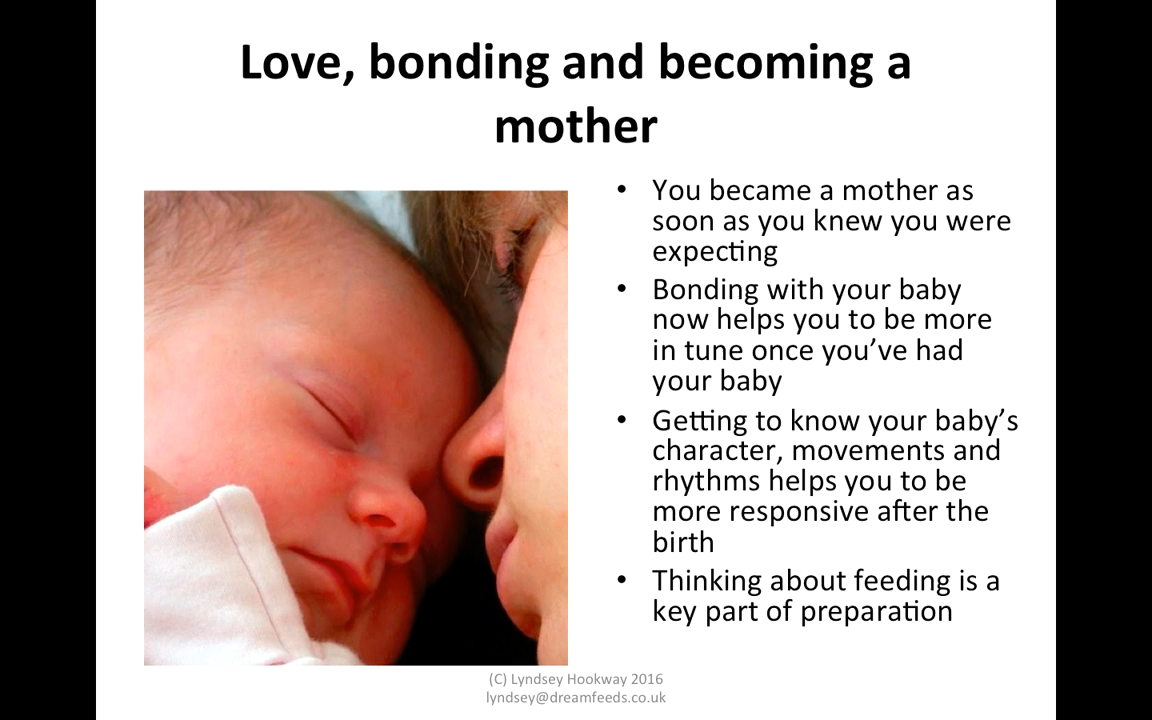 Love, bonding and becoming a
mother
• You became a mother as
soon as you knew you were
expecting
• Bonding with your baby
now helps you to be more
in tune once you’ve had
your baby
• Getting to know your baby’s
character, movements and
rhythms helps you to be
more responsive after the
birth
• Thinking about feeding is a
key part of preparation
(C) Lyndsey Hookway 2016
lyndsey@dreamfeeds.co.uk